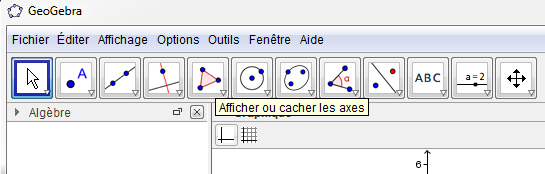 GeoGebra
Fichier Éditer Affichage Options Outils Fenêtre Aide
A α ABC a = 2
Algèbre
Afficher ou cacher les axes
6